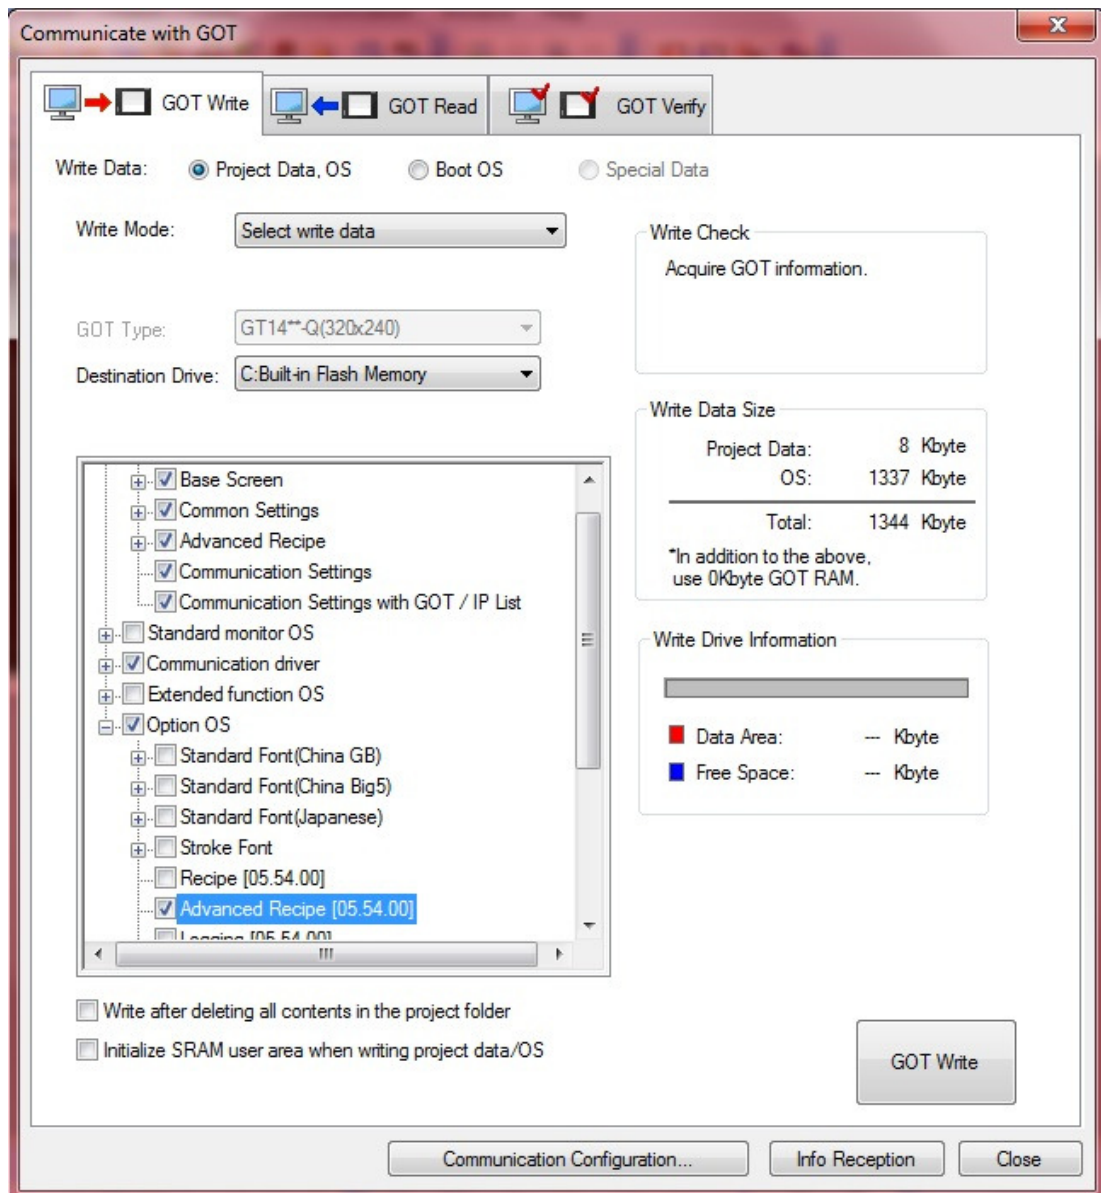 Communicate with GOT
GOT Write
GOT Read
GOT Verify
Write Data:
Project Data, OS
Boot OS
Special Data
Write Mode:
Select write data
GOT Type:
GT14**-Q(320x240)
Destination Drive:
C:Built-in Flash Memory
Base Screen
Common Settings
Advanced Recipe
Communication Settings
Communication Settings with GOT / IP List
Standard monitor OS
Communication driver
Extended function OS
Option OS
Standard Font(China GB)
Standard Font(China Big5)
Standard Font(Japanese)
Stroke Font
Recipe [05.54.00]
Advanced Recipe [05.54.00]
Logging [05.54.00]
Write after deleting all contents in the project folder
Initialize SRAM user area when writing project data/OS
Write Check
Acquire GOT information.
Write Data Size
Project Data: 8 Kbyte
OS: 1337 Kbyte
Total: 1344 Kbyte
*In addition to the above,
use 0Kbyte GOT RAM.
Write Drive Information
Data Area: --- Kbyte
Free Space: --- Kbyte
GOT Write
Communication Configuration...
Info Reception
Close